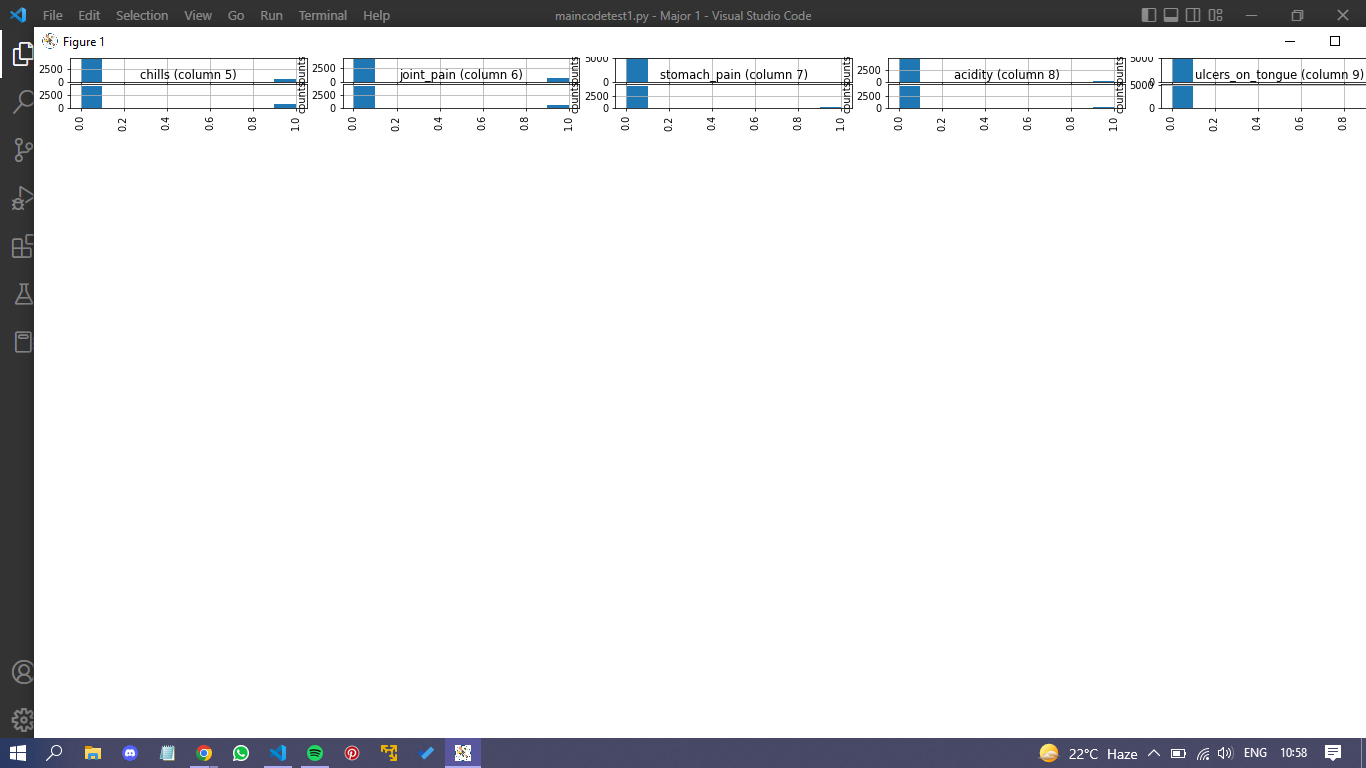 File Edit Selection View Go Run Terminal Help
maincodetest1.py - Major 1 - Visual Studio Code
Figure 1
2500 0 counts 2500 0 counts 5000 0 counts 2500 0 counts 5000 0
chills (column 5) joint_pain (column 6) stomach_pain (column 7) acidity (column 8) ulcers_on_tongue (column 9)
2500 0 counts 2500 0 counts 2500 0 counts 2500 0 counts 5000 0
0.0 0.2 0.4 0.6 0.8 1.0 0.0 0.2 0.4 0.6 0.8 1.0 0.0 0.2 0.4 0.6 0.8 1.0 0.0 0.2 0.4 0.6 0.8 1.0 0.0 0.2 0.4 0.6 0.8
22°C Haze ENG 10:58